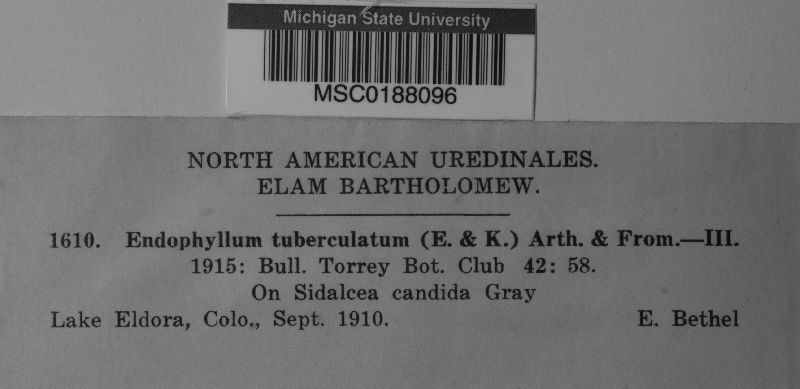 Michigan State University
MSC0188096
NORTH AMERICAN UREDINALES.
ELAM BARTHOLOMEW.
1610. Endophyllum tuberculatum (E. & K.) Arth. & From.—III.
1915: Bull. Torrey Bot. Club 42: 58.
On Sidalcea candida Gray
Lake Eldora, Colo., Sept. 1910. E. Bethel